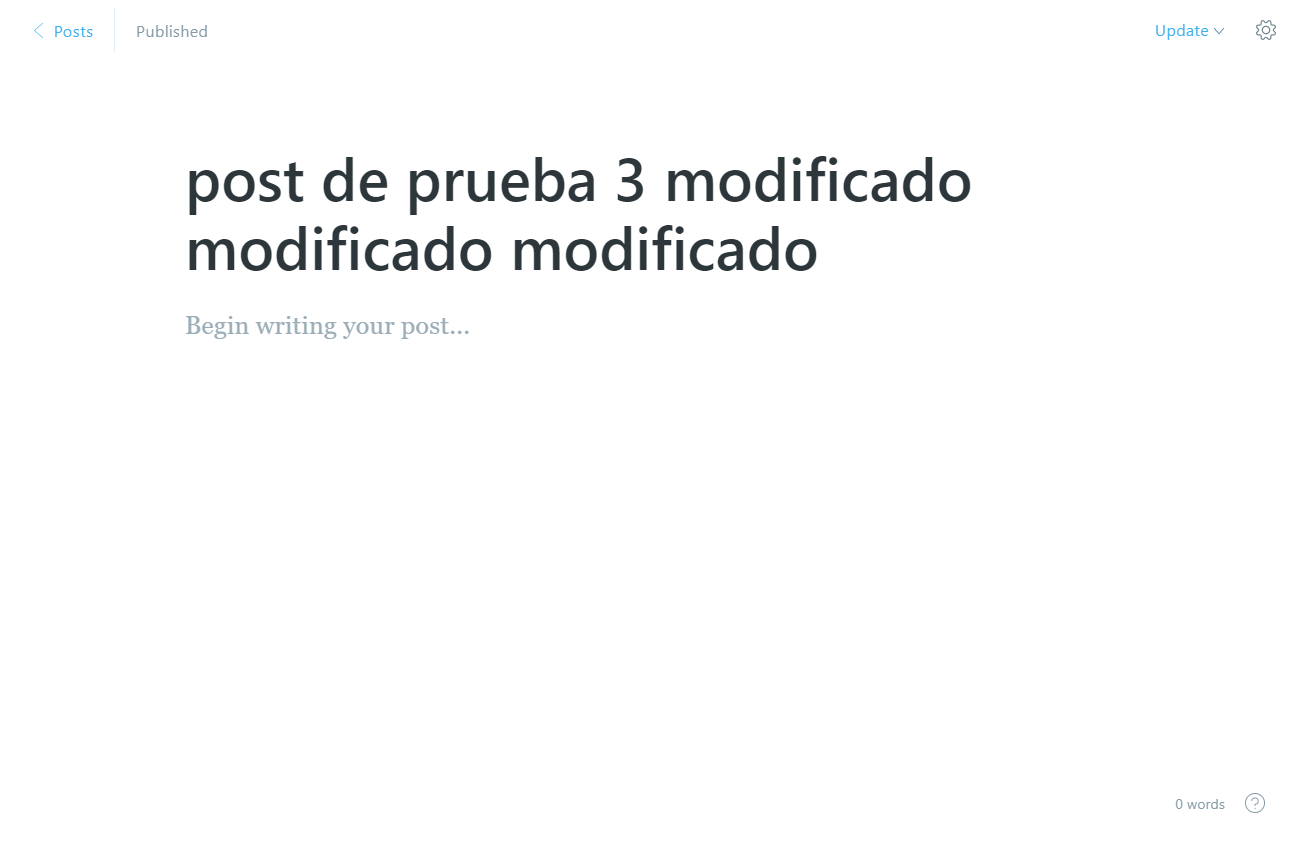 Posts
Published
Update
post de prueba 3 modificado
modificado modificado
Begin writing your post...
0 words
?